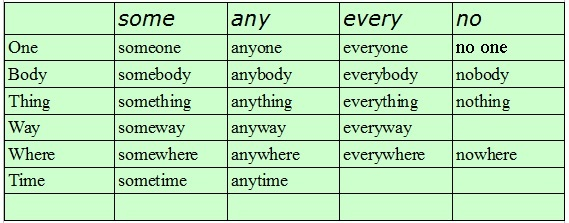 some any every no
One someone anyone everyone no one
Body somebody anybody everybody nobody
Thing something anything everything nothing
Way someway anyway everyway
Where somewhere anywhere everywhere nowhere
Time sometime anytime